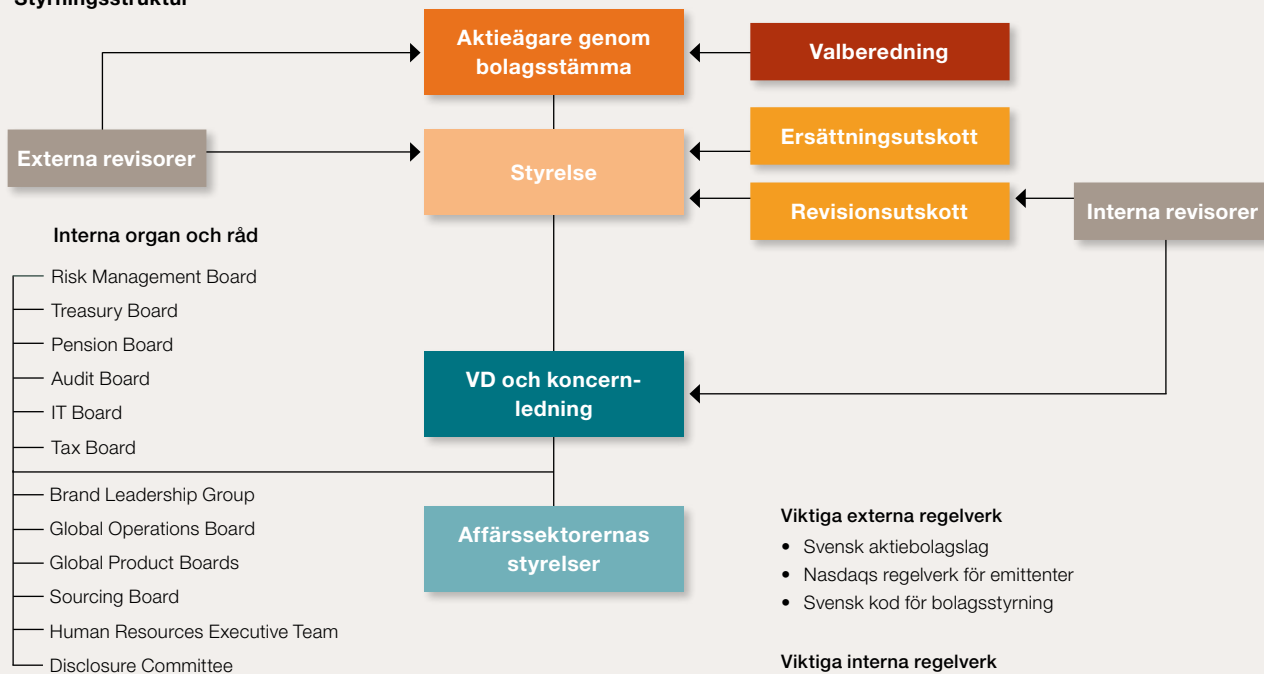 Styrningsstruktur
Aktieägare genom
bolagsstämma
Valberedning
Externa revisorer
Styrelse
Ersättningsutskott
Revisionsutskott
Interna revisorer
Interna organ och råd
Risk Management Board
Treasury Board
Pension Board
Audit Board
IT Board
Tax Board
Brand Leadership Group
Global Operations Board
Global Product Boards
Sourcing Board
Human Resources Executive Team
Disclosure Committee
VD och koncern-
ledning
Affärssektorernas
styrelser
Viktiga externa regelverk
• Svensk aktiebolagslag
• Nasdaqs regelverk för emittenter
• Svensk kod för bolagsstyrning
Viktiga interna regelverk